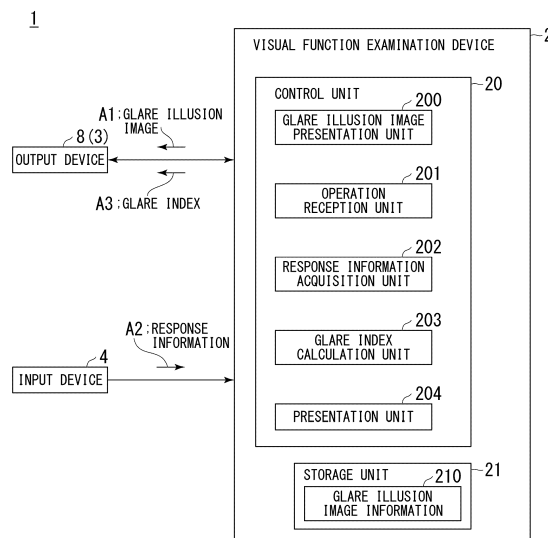 1
2
VISUAL FUNCTION EXAMINATION DEVICE
20
CONTROL UNIT
200
GLARE ILLUSION IMAGE
PRESENTATION UNIT
201
OPERATION
RECEPTION UNIT
202
RESPONSE INFORMATION
ACQUISITION UNIT
203
GLARE INDEX
CALCULATION UNIT
204
PRESENTATION UNIT
21
STORAGE UNIT
210
GLARE ILLUSION
IMAGE INFORMATION
A1;GLARE ILLUSION
IMAGE
8(3)
OUTPUT DEVICE
A3;GLARE INDEX
A2;RESPONSE
INFORMATION
4
INPUT DEVICE